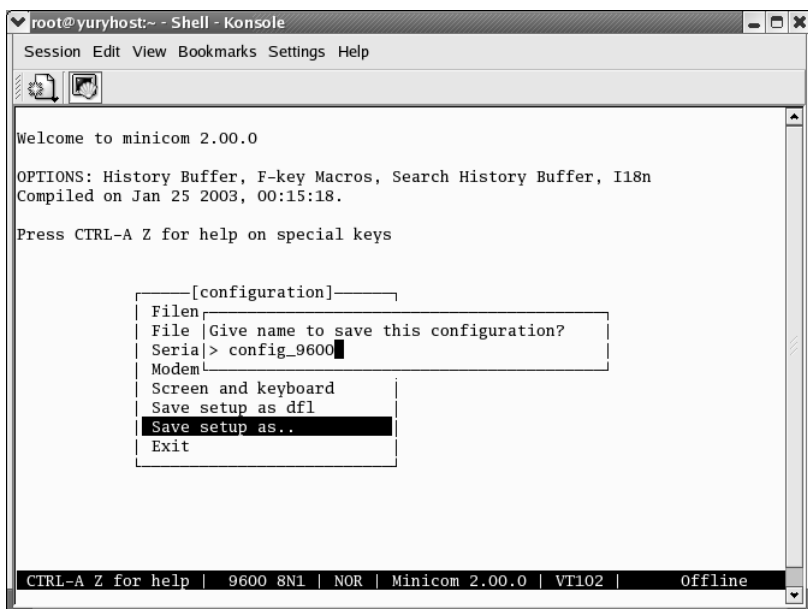 root@yuryhost:~ - Shell - Konsole
Session Edit View Bookmarks Settings Help
Welcome to minicom 2.00.0
OPTIONS: History Buffer, F-key Macros, Search History Buffer, I18n
Compiled on Jan 25 2003, 00:15:18.
Press CTRL-A Z for help on special keys
[configuration]
Filen
File |Give name to save this configuration?
Seria|> config_9600
Modem
Screen and keyboard
Save setup as dfl
Save setup as..
Exit
CTRL-A Z for help | 9600 8N1 | NOR | Minicom 2.00.0 | VT102 | Offline